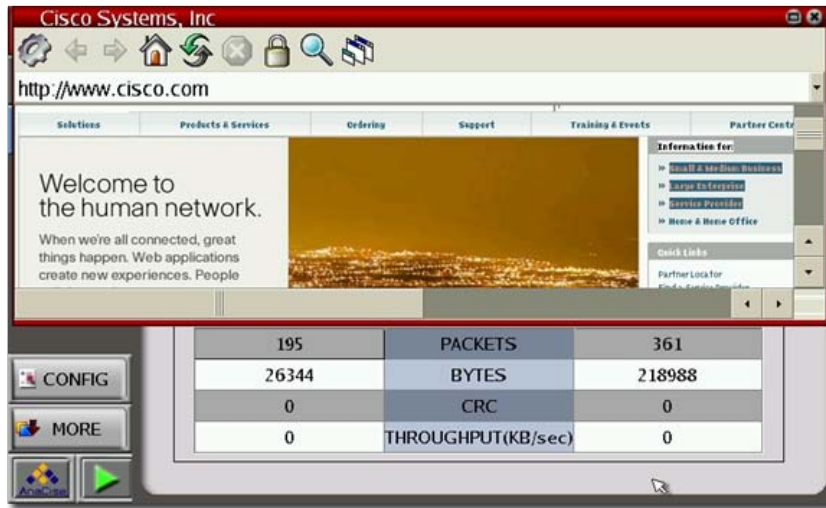 Cisco Systems, Inc
http://www.cisco.com
Solutions Products & Services Ordering Support Training & Events Partner Centr
Welcome to
the human network.
When we're all connected, great
things happen. Web applications
create new experiences. People
Information for:
» Small & Medium Business
» Large Enterprise
» Service Provider
» Home & Home Office
Quick Links
Partner Locator
195 PACKETS 361
26344 BYTES 218988
0 CRC 0
0 THROUGHPUT(KB/sec) 0
CONFIG
MORE
AnaCise